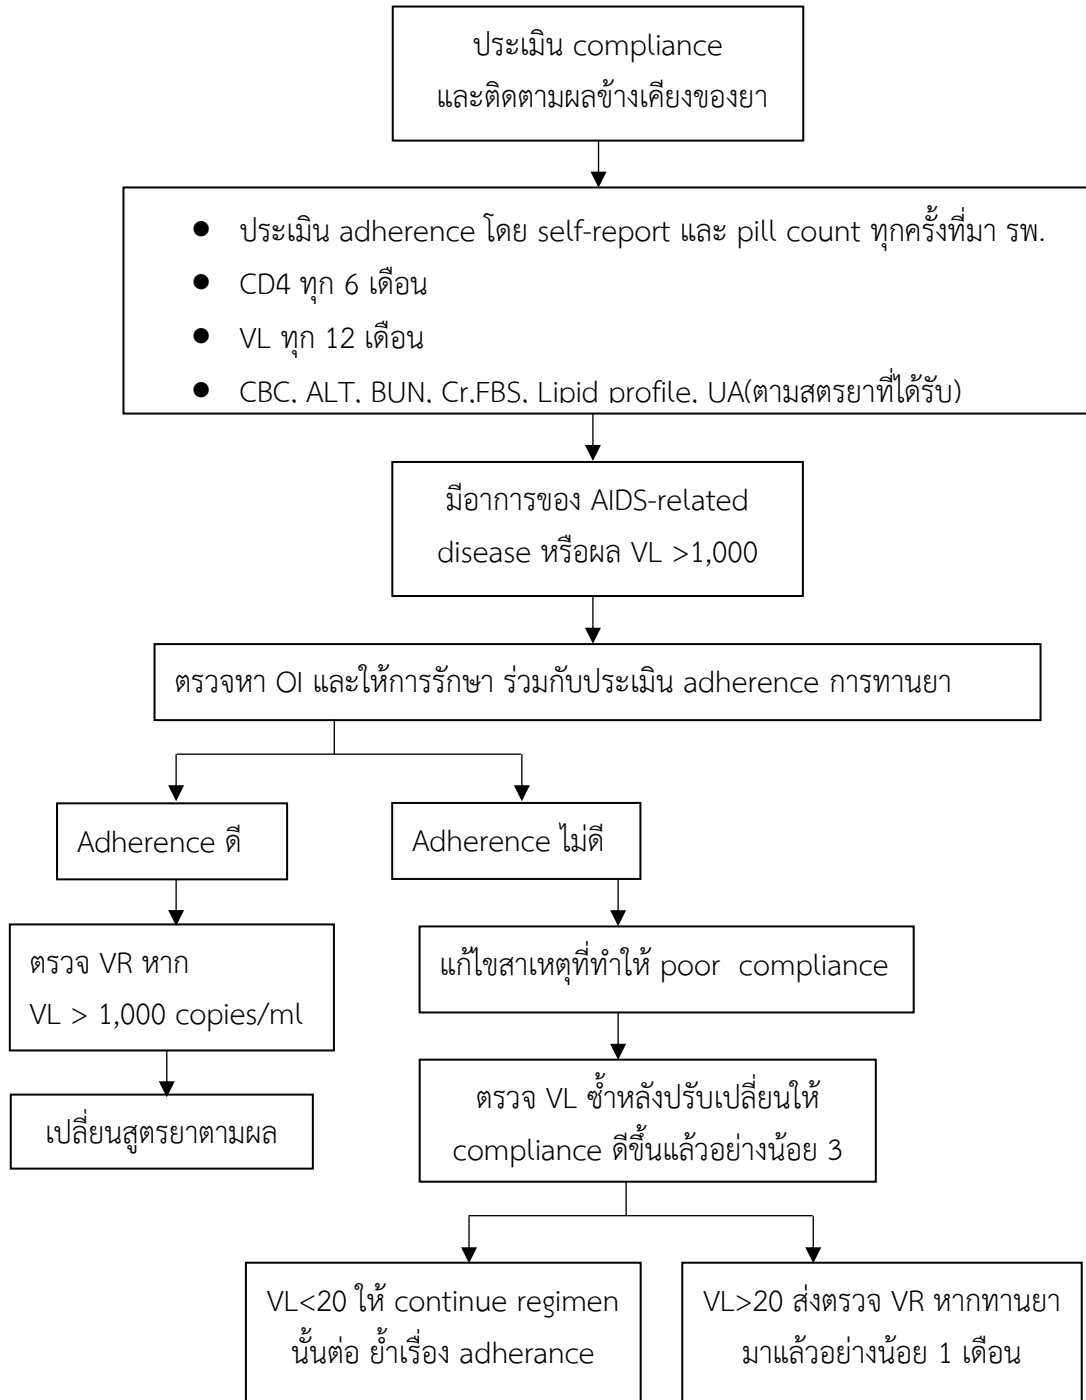 ประเมิน compliance
และติดตามผลข้างเคียงของยา
● ประเมิน adherence โดย self-report และ pill count ทุกครั้งที่มา รพ.
● CD4 ทุก 6 เดือน
● VL ทุก 12 เดือน
● CBC, ALT, BUN, Cr,FBS, Lipid profile, UA(ตามสูตรยาที่ได้รับ)
มีอาการของ AIDS-related
disease หรือผล VL >1,000
ตรวจหา OI และให้การรักษา ร่วมกับประเมิน adherence การทานยา
Adherence ดี
Adherence ไม่ดี
ตรวจ VR หาก
VL > 1,000 copies/ml
แก้ไขสาเหตุที่ทำให้ poor compliance
เปลี่ยนสูตรยาตามผล
ตรวจ VL ซ้ำหลังปรับเปลี่ยนให้
compliance ดีขึ้นแล้วอย่างน้อย 3
VL<20 ให้ continue regimen
นั้นต่อ ย้ำเรื่อง adherance
VL>20 ส่งตรวจ VR หากทานยา
มาแล้วอย่างน้อย 1 เดือน